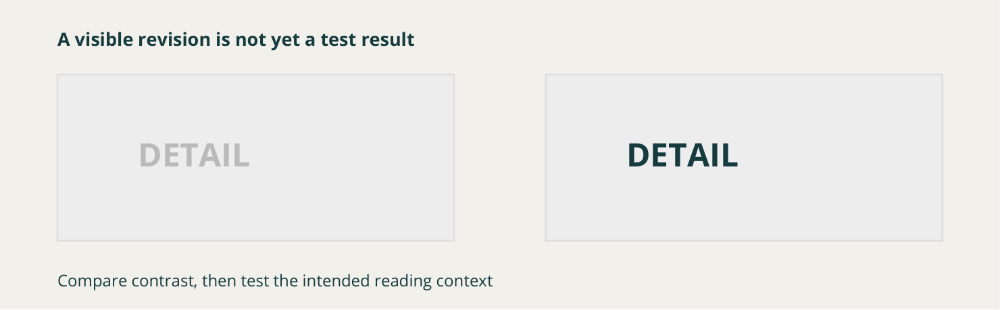 A visible revision is not yet a test result
DETAIL
DETAIL
Compare contrast, then test the intended reading context